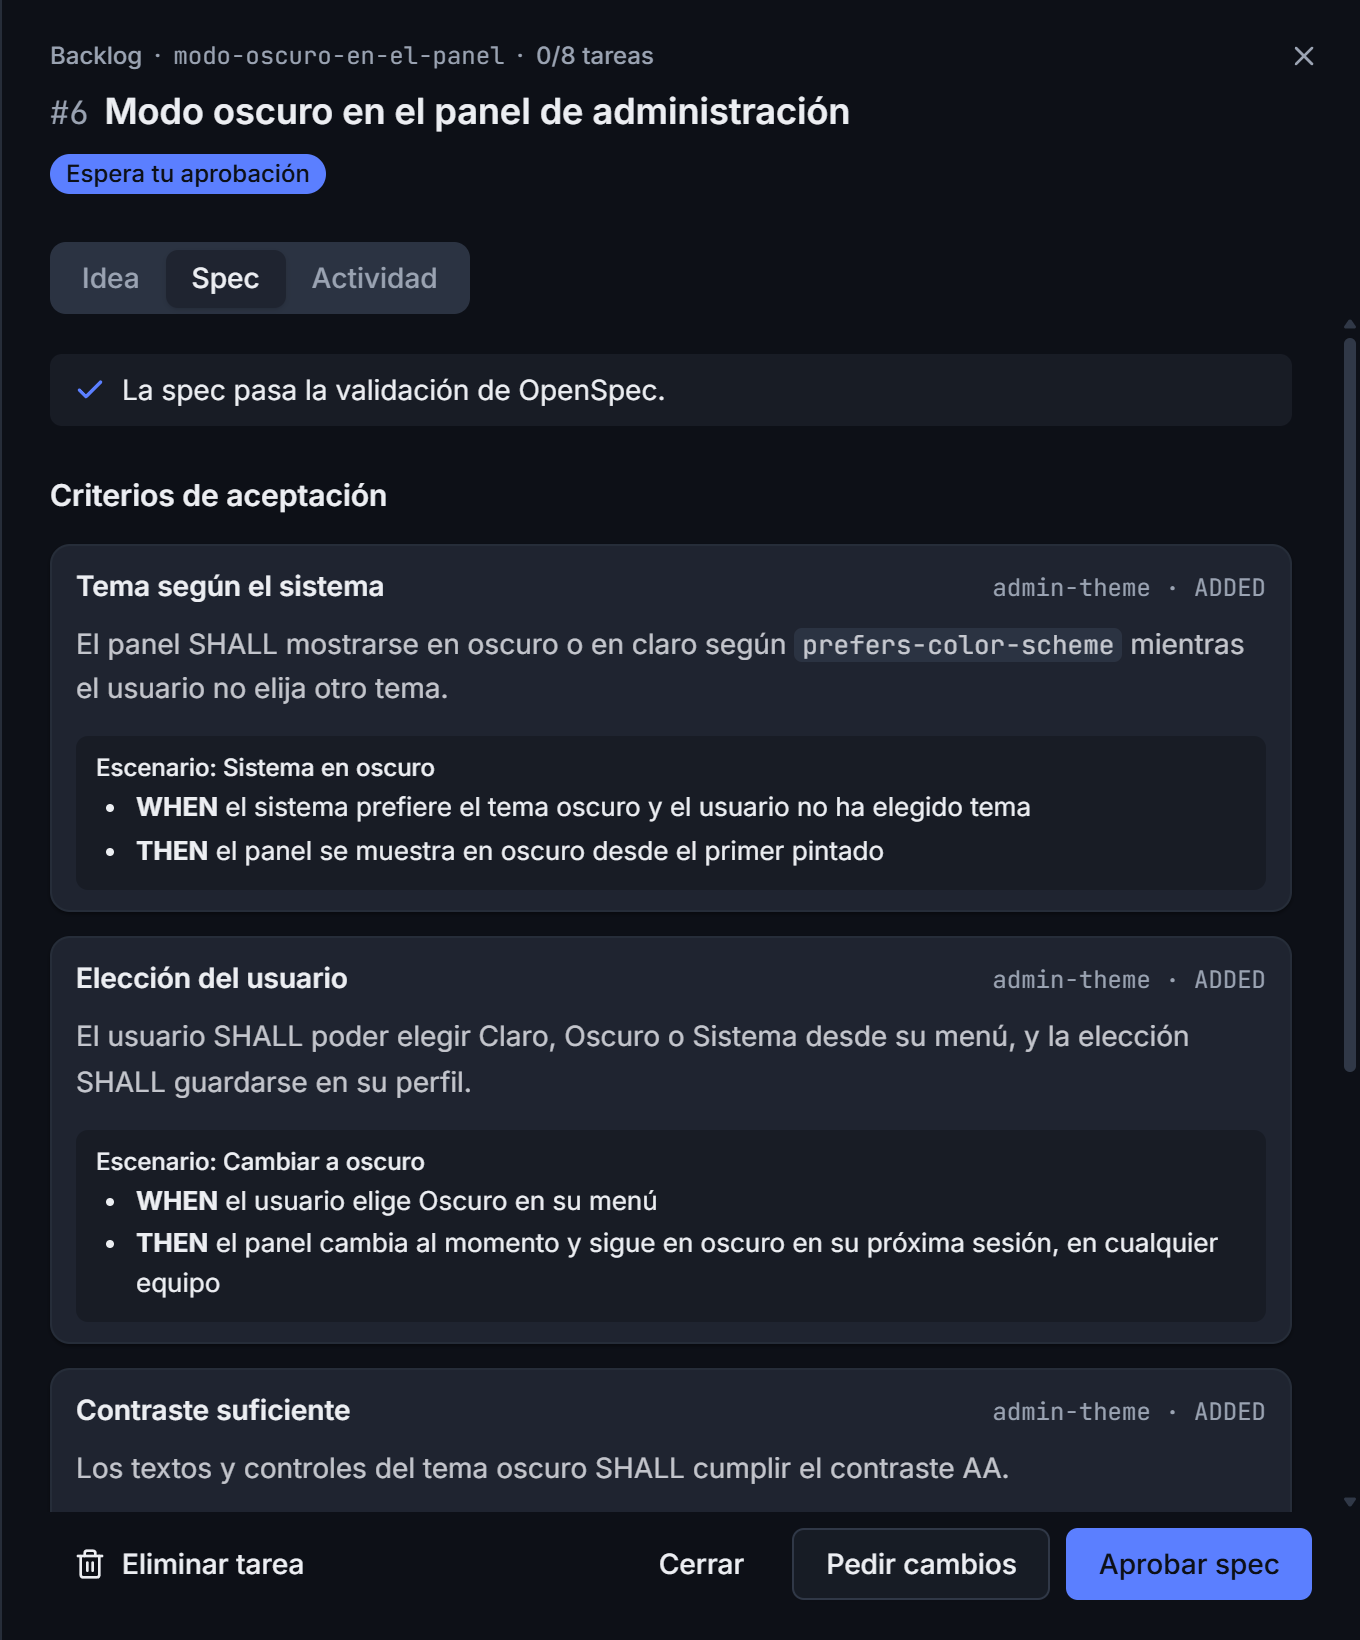 Backlog · modo-oscuro-en-el-panel · 0/8 tareas
#6 Modo oscuro en el panel de administración
Espera tu aprobación
Idea Spec Actividad
La spec pasa la validación de OpenSpec.
Criterios de aceptación
Tema según el sistema admin-theme · ADDED
El panel SHALL mostrarse en oscuro o en claro según prefers-color-scheme mientras
el usuario no elija otro tema.
Escenario: Sistema en oscuro
• WHEN el sistema prefiere el tema oscuro y el usuario no ha elegido tema
• THEN el panel se muestra en oscuro desde el primer pintado
Elección del usuario admin-theme · ADDED
El usuario SHALL poder elegir Claro, Oscuro o Sistema desde su menú, y la elección
SHALL guardarse en su perfil.
Escenario: Cambiar a oscuro
• WHEN el usuario elige Oscuro en su menú
• THEN el panel cambia al momento y sigue en oscuro en su próxima sesión, en cualquier
equipo
Contraste suficiente admin-theme · ADDED
Los textos y controles del tema oscuro SHALL cumplir el contraste AA.
Eliminar tarea Cerrar Pedir cambios Aprobar spec